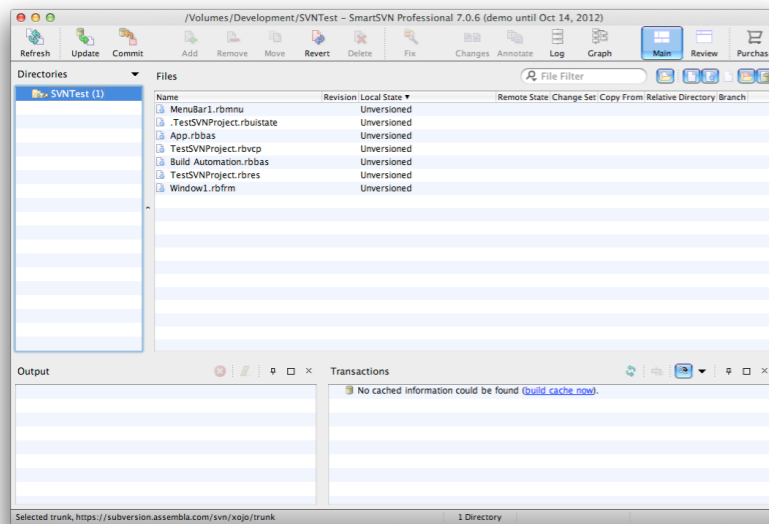 /Volumes/Development/SVNTest – SmartSVN Professional 7.0.6 (demo until Oct 14, 2012)
Refresh Update Commit Add Remove Move Revert Delete Fix Changes Annotate Log Graph Main Review Purchas
Directories Files File Filter
SVNTest (1)
Name Revision Local State ▼ Remote State Change Set Copy From Relative Directory Branch
MenuBar1.rbmnu Unversioned
.TestSVNProject.rbuistate Unversioned
App.rbbas Unversioned
TestSVNProject.rbvcp Unversioned
Build Automation.rbbas Unversioned
TestSVNProject.rbres Unversioned
Window1.rbfrm Unversioned
Output Transactions
No cached information could be found (build cache now).
Selected trunk, https://subversion.assembla.com/svn/xojo/trunk 1 Directory